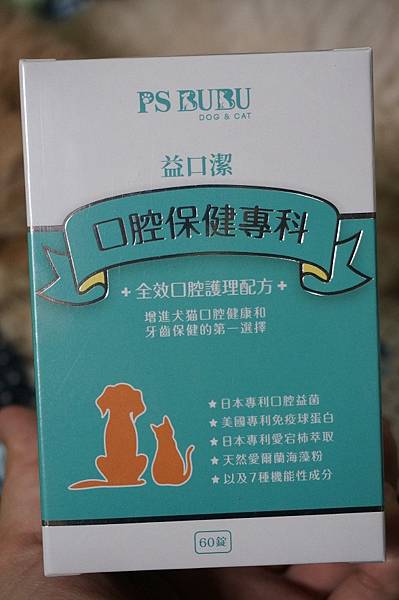 PS BUBU
DOG & CAT
益口潔
口腔保健專科
+ 全效口腔護理配方 +
增進犬猫口腔健康和
牙齒保健的第一選擇
★日本專利口腔益菌
★美國專利免疫球蛋白
★日本專利愛宕柿萃取
★天然愛爾蘭海藻粉
★以及7種機能性成分
60錠